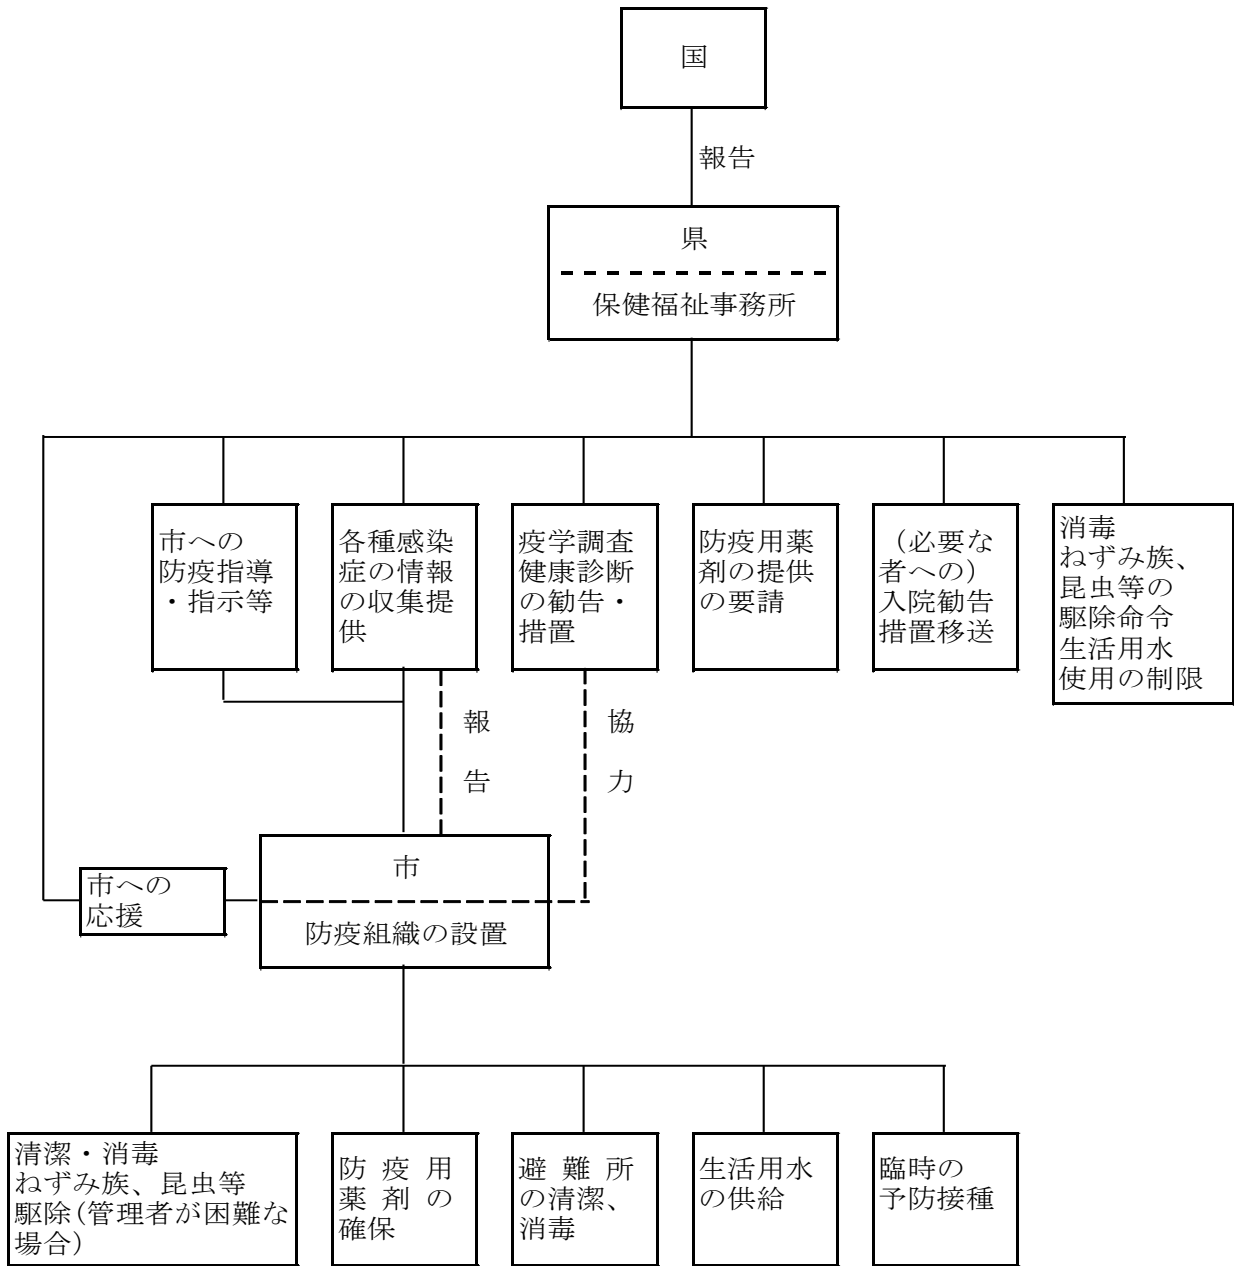 国
報告
県
保健福祉事務所
市への
防疫指導
・指示等
各種感染
症の情報
の収集提
供
疫学調査
健康診断
の勧告・
措置
防疫用薬
剤の提供
の要請
（必要な
者への）
入院勧告
措置移送
消毒
ねずみ族、
昆虫等の
駆除命令
生活用水
使用の制限
報
告
協
力
市への
応援
市
防疫組織の設置
清潔・消毒
ねずみ族、昆虫等
駆除(管理者が困難な
場合)
防 疫 用
薬 剤 の
確保
避 難 所
の清潔、
消毒
生活用水
の供給
臨時の
予防接種